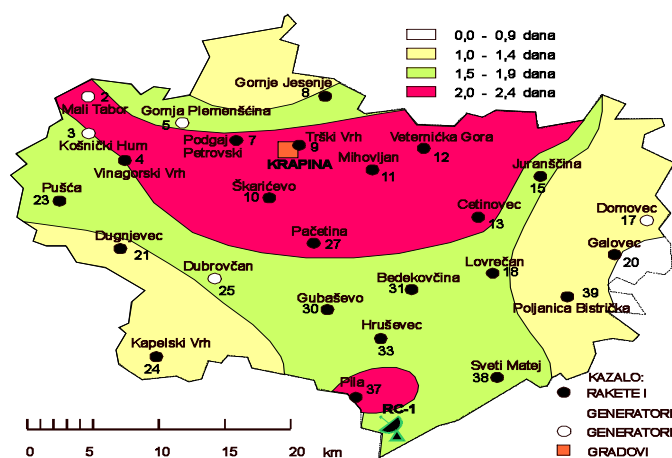 0,0 - 0,9 dana
1,0 - 1,4 dana
1,5 - 1,9 dana
2,0 - 2,4 dana
Gornje Jesenje
8
2
Mali Tabor
Gornja Plemenšćina
5
3
Košnički Hum
4
Vinagorski Vrh
Podgaj
Petrovski
7
Trški Vrh
9
KRAPINA
Veternička Gora
12
Mihovljan
11
Juranščina
15
Pušća
23
Škarićevo
10
Cetinovec
13
Domovec
17
Dugnjevec
21
Pačetina
27
Galovec
20
Dubrovčan
25
Lovrečan
18
Bedekovčina
31
39
Poljanica Bistrička
Gubaševo
30
Hruševec
33
Kapelski Vrh
24
Sveti Matej
38
Pila
37
RC-1
KAZALO:
RAKETE I
GENERATORI
GENERATORI
GRADOVI
0 5 10 15 20 km